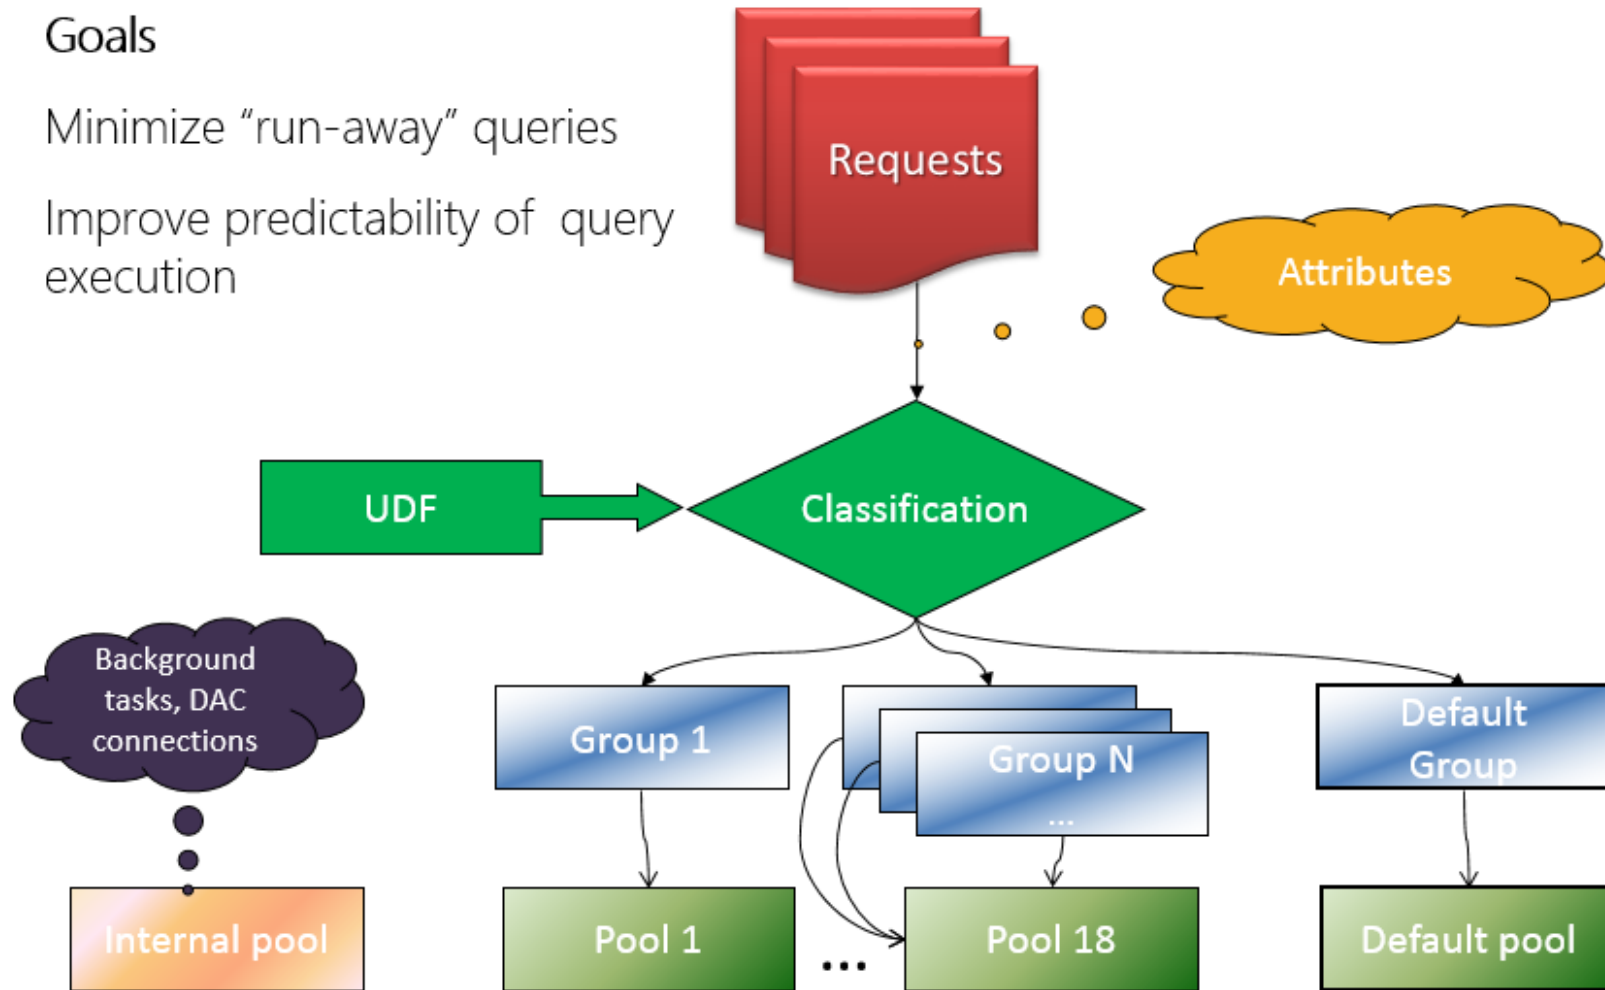 Goals
Minimize “run-away” queries
Improve predictability of query
execution
Requests
Attributes
UDF
Classification
Background
tasks, DAC
connections
Group 1
Group N
...
Default
Group
Internal pool
Pool 1
...
Pool 18
Default pool